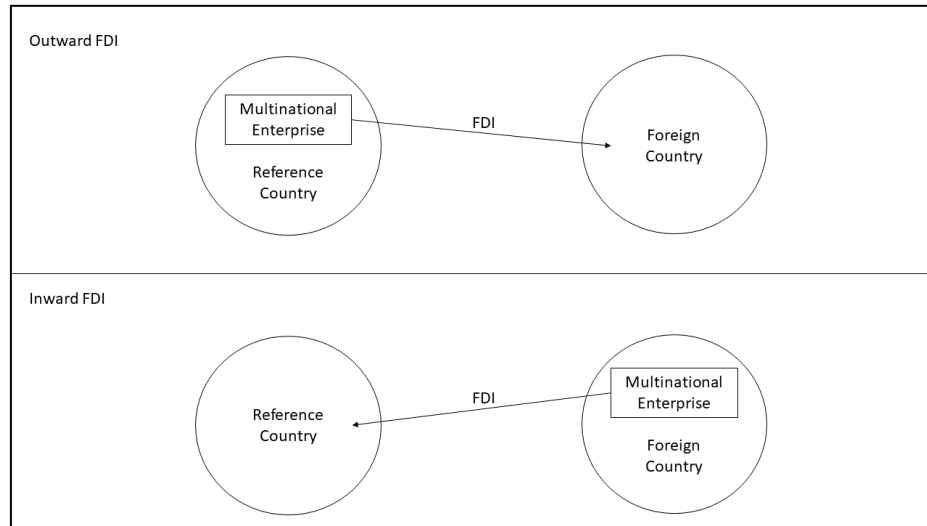 Outward FDI
Multinational
Enterprise
FDI
Reference
Country
Foreign
Country
Inward FDI
Reference
Country
FDI
Multinational
Enterprise
Foreign
Country